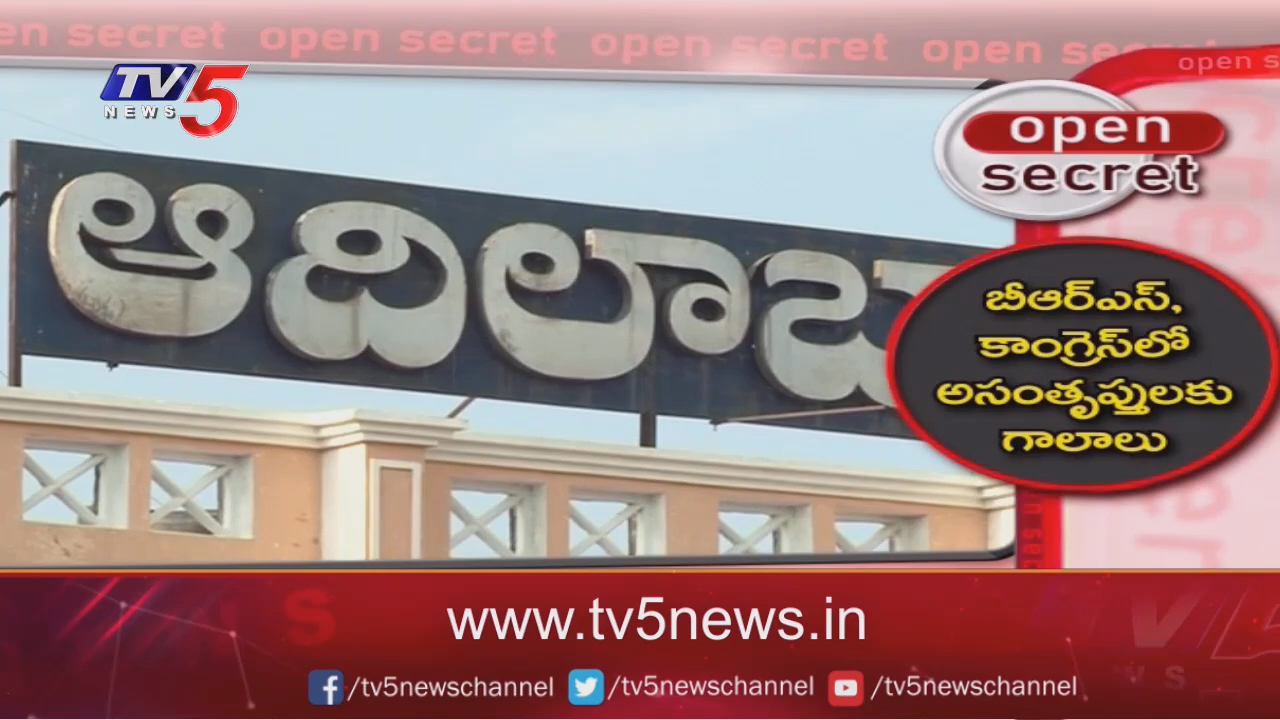 open secret open secret open secret open secret
open s
TV5
NEWS
open
secret
ఆదిలాబ
బీఆర్ఎస్,
కాంగ్రెస్‌లో
అసంతృప్తులకు
గాలాలు
www.tv5news.in
/tv5newschannel /tv5newschannel /tv5newschannel